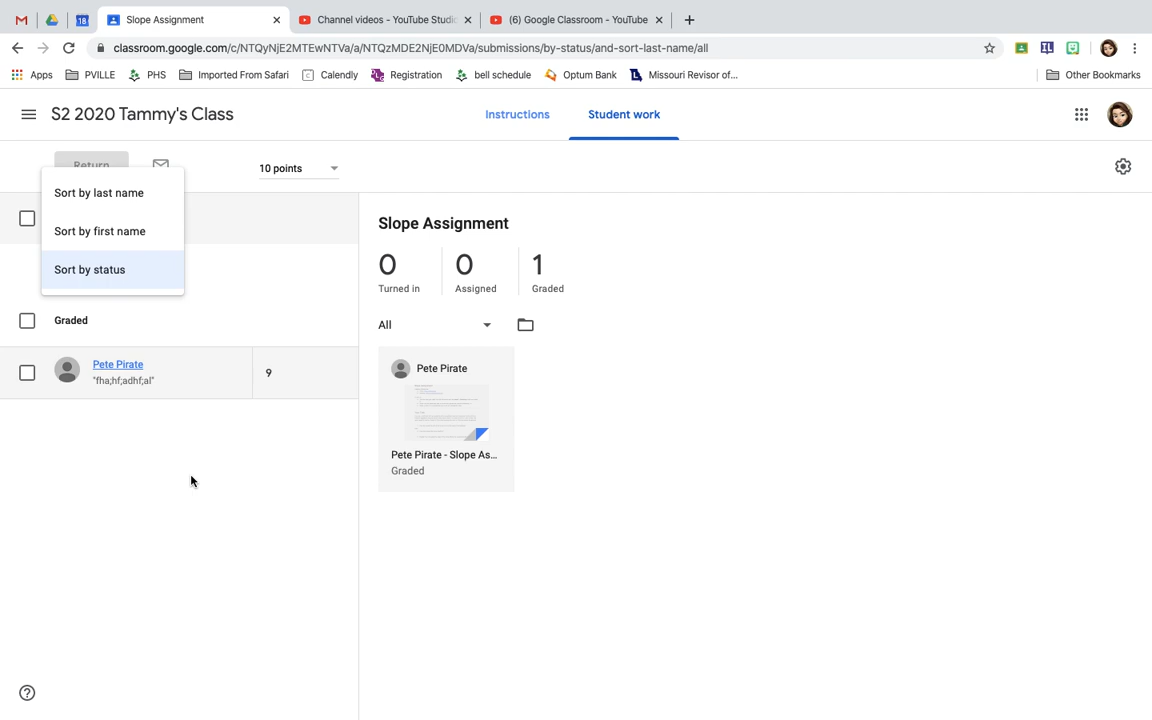 Slope Assignment
Channel videos - YouTube Studio
(6) Google Classroom - YouTube
18
classroom.google.com/c/NTQyNjE2MTEwNTVa/a/NTQzMDE2NjE0MDVa/submissions/by-status/and-sort-last-name/all
Apps
PVILLE
PHS
Imported From Safari
Calendly
Registration
bell schedule
Optum Bank
Missouri Revisor of...
Other Bookmarks
S2 2020 Tammy's Class
Instructions
Student work
Return
10 points
Sort by last name
Sort by first name
Sort by status
Graded
Pete Pirate
"fha;hf;adhf;al"
9
Slope Assignment
0
0
1
Turned in
Assigned
Graded
All
Pete Pirate
Pete Pirate - Slope As...
Graded